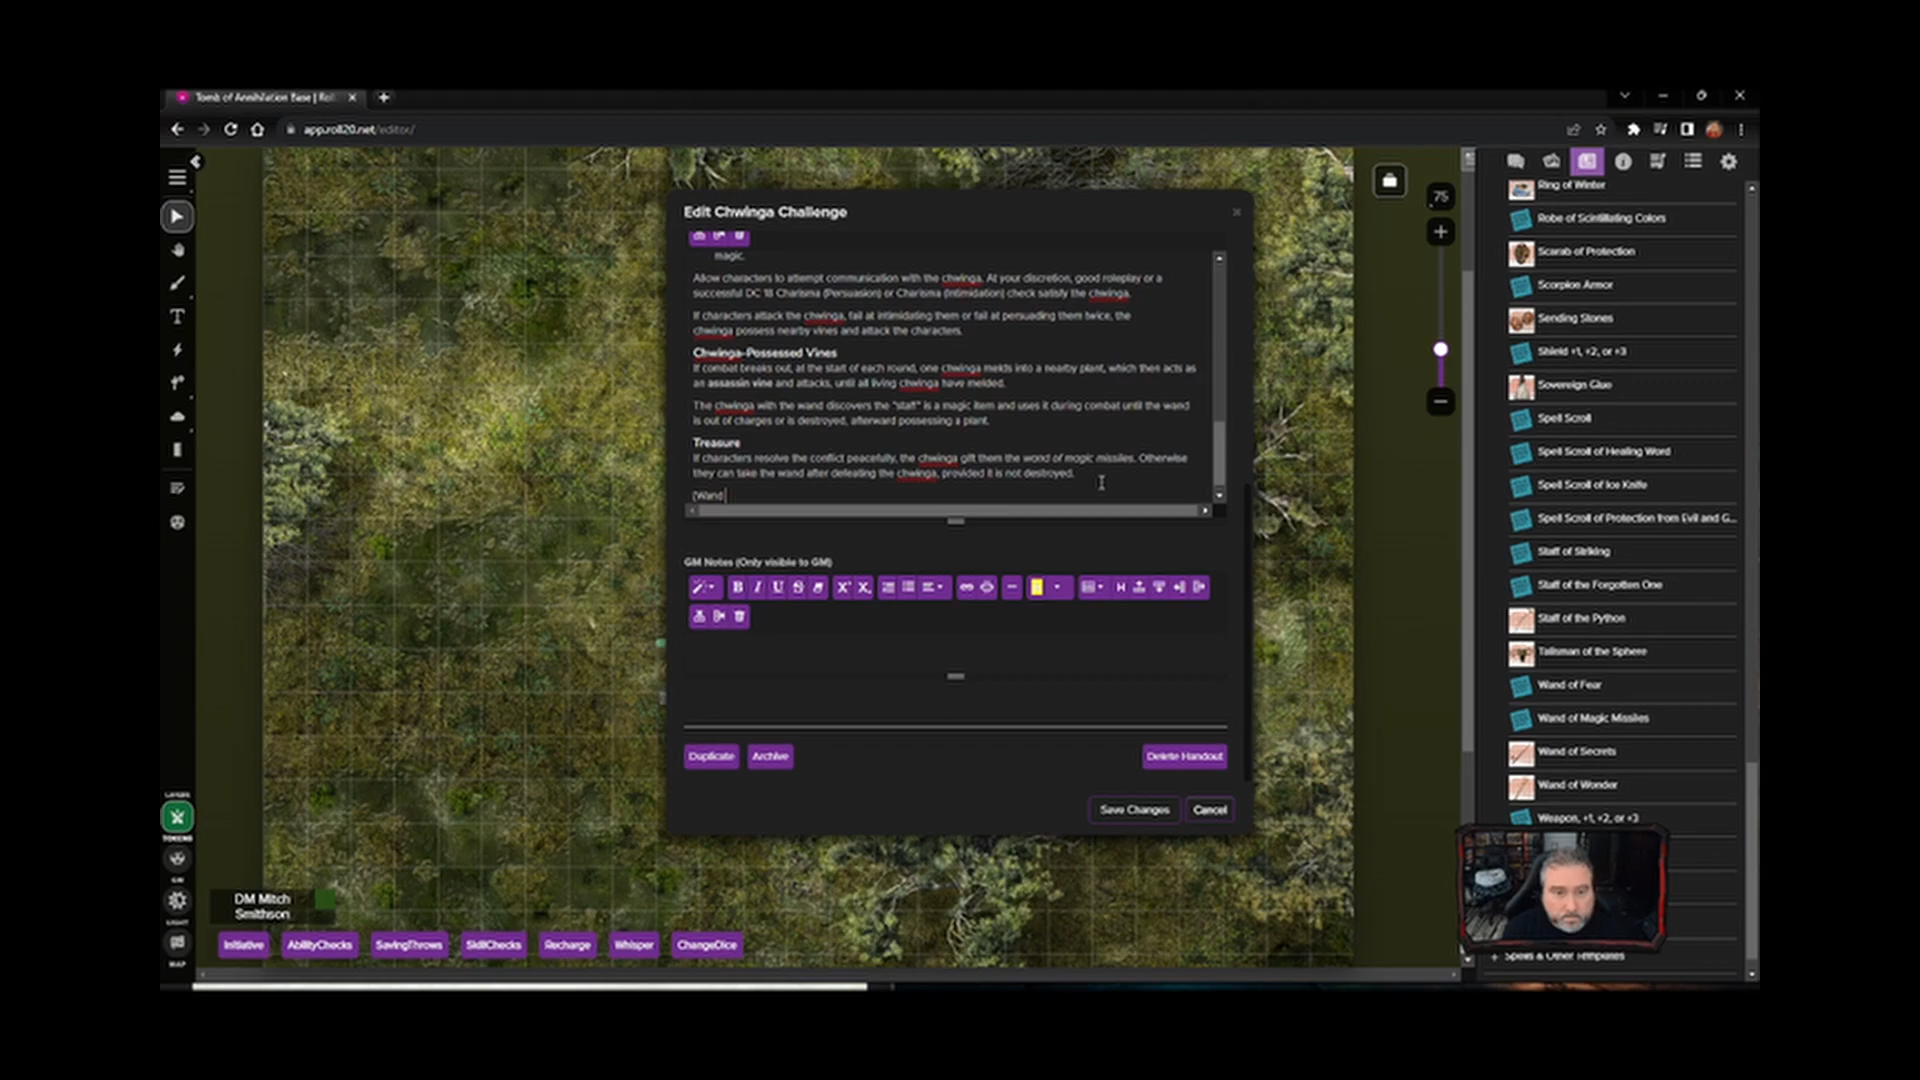 Tomb of Annihilation Base | Rol
app.roll20.net/editor/
Edit Chwinga Challenge
magic.
Allow characters to attempt communication with the chwinga. At your discretion, good roleplay or a
successful DC 18 Charisma (Persuasion) or Charisma (Intimidation) check satisfy the chwinga.
If characters attack the chwinga, fail at intimidating them or fail at persuading them twice, the
chwinga possess nearby vines and attack the characters.
Chwinga-Possessed Vines
If combat breaks out, at the start of each round, one chwinga melds into a nearby plant, which then acts as
an assassin vine and attacks, until all living chwinga have melded.
The chwinga with the wand discovers the "staff" is a magic item and uses it during combat until the wand
is out of charges or is destroyed, afterward possessing a plant.
Treasure
If characters resolve the conflict peacefully, the chwinga gift them the wand of magic missiles. Otherwise
they can take the wand after defeating the chwinga, provided it is not destroyed.
[Wand
GM Notes (Only visible to GM)
Duplicate
Archive
Delete Handout
Save Changes
Cancel
.75
Ring of Winter
Robe of Scintillating Colors
Scarab of Protection
Scorpion Armor
Sending Stones
Shield +1, +2, or +3
Sovereign Glue
Spell Scroll
Spell Scroll of Healing Word
Spell Scroll of Ice Knife
Spell Scroll of Protection from Evil and G...
Staff of Striking
Staff of the Forgotten One
Staff of the Python
Talisman of the Sphere
Wand of Fear
Wand of Magic Missiles
Wand of Secrets
Wand of Wonder
Weapon, +1, +2, or +3
Spells & Other Templates
LAYERS
TOKENS
GM
LIGHT
MAP
DM Mitch
Smithson
Initiative
AbilityChecks
SavingThrows
SkillChecks
Recharge
Whisper
ChangeDice